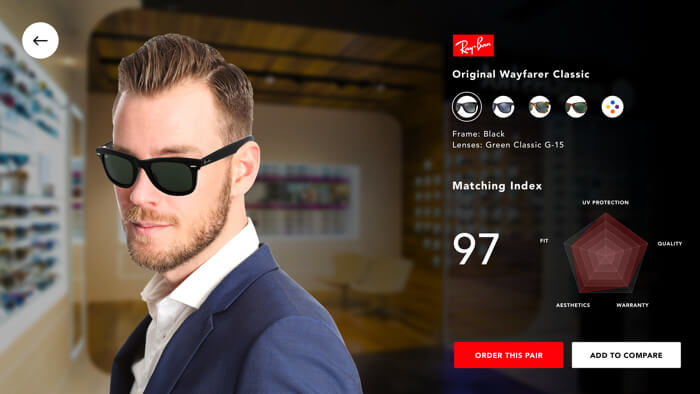 Ray-Ban
Original Wayfarer Classic
Frame: Black
Lenses: Green Classic G-15
Matching Index
97
UV PROTECTION
FIT
QUALITY
AESTHETICS
WARRANTY
ORDER THIS PAIR
ADD TO COMPARE